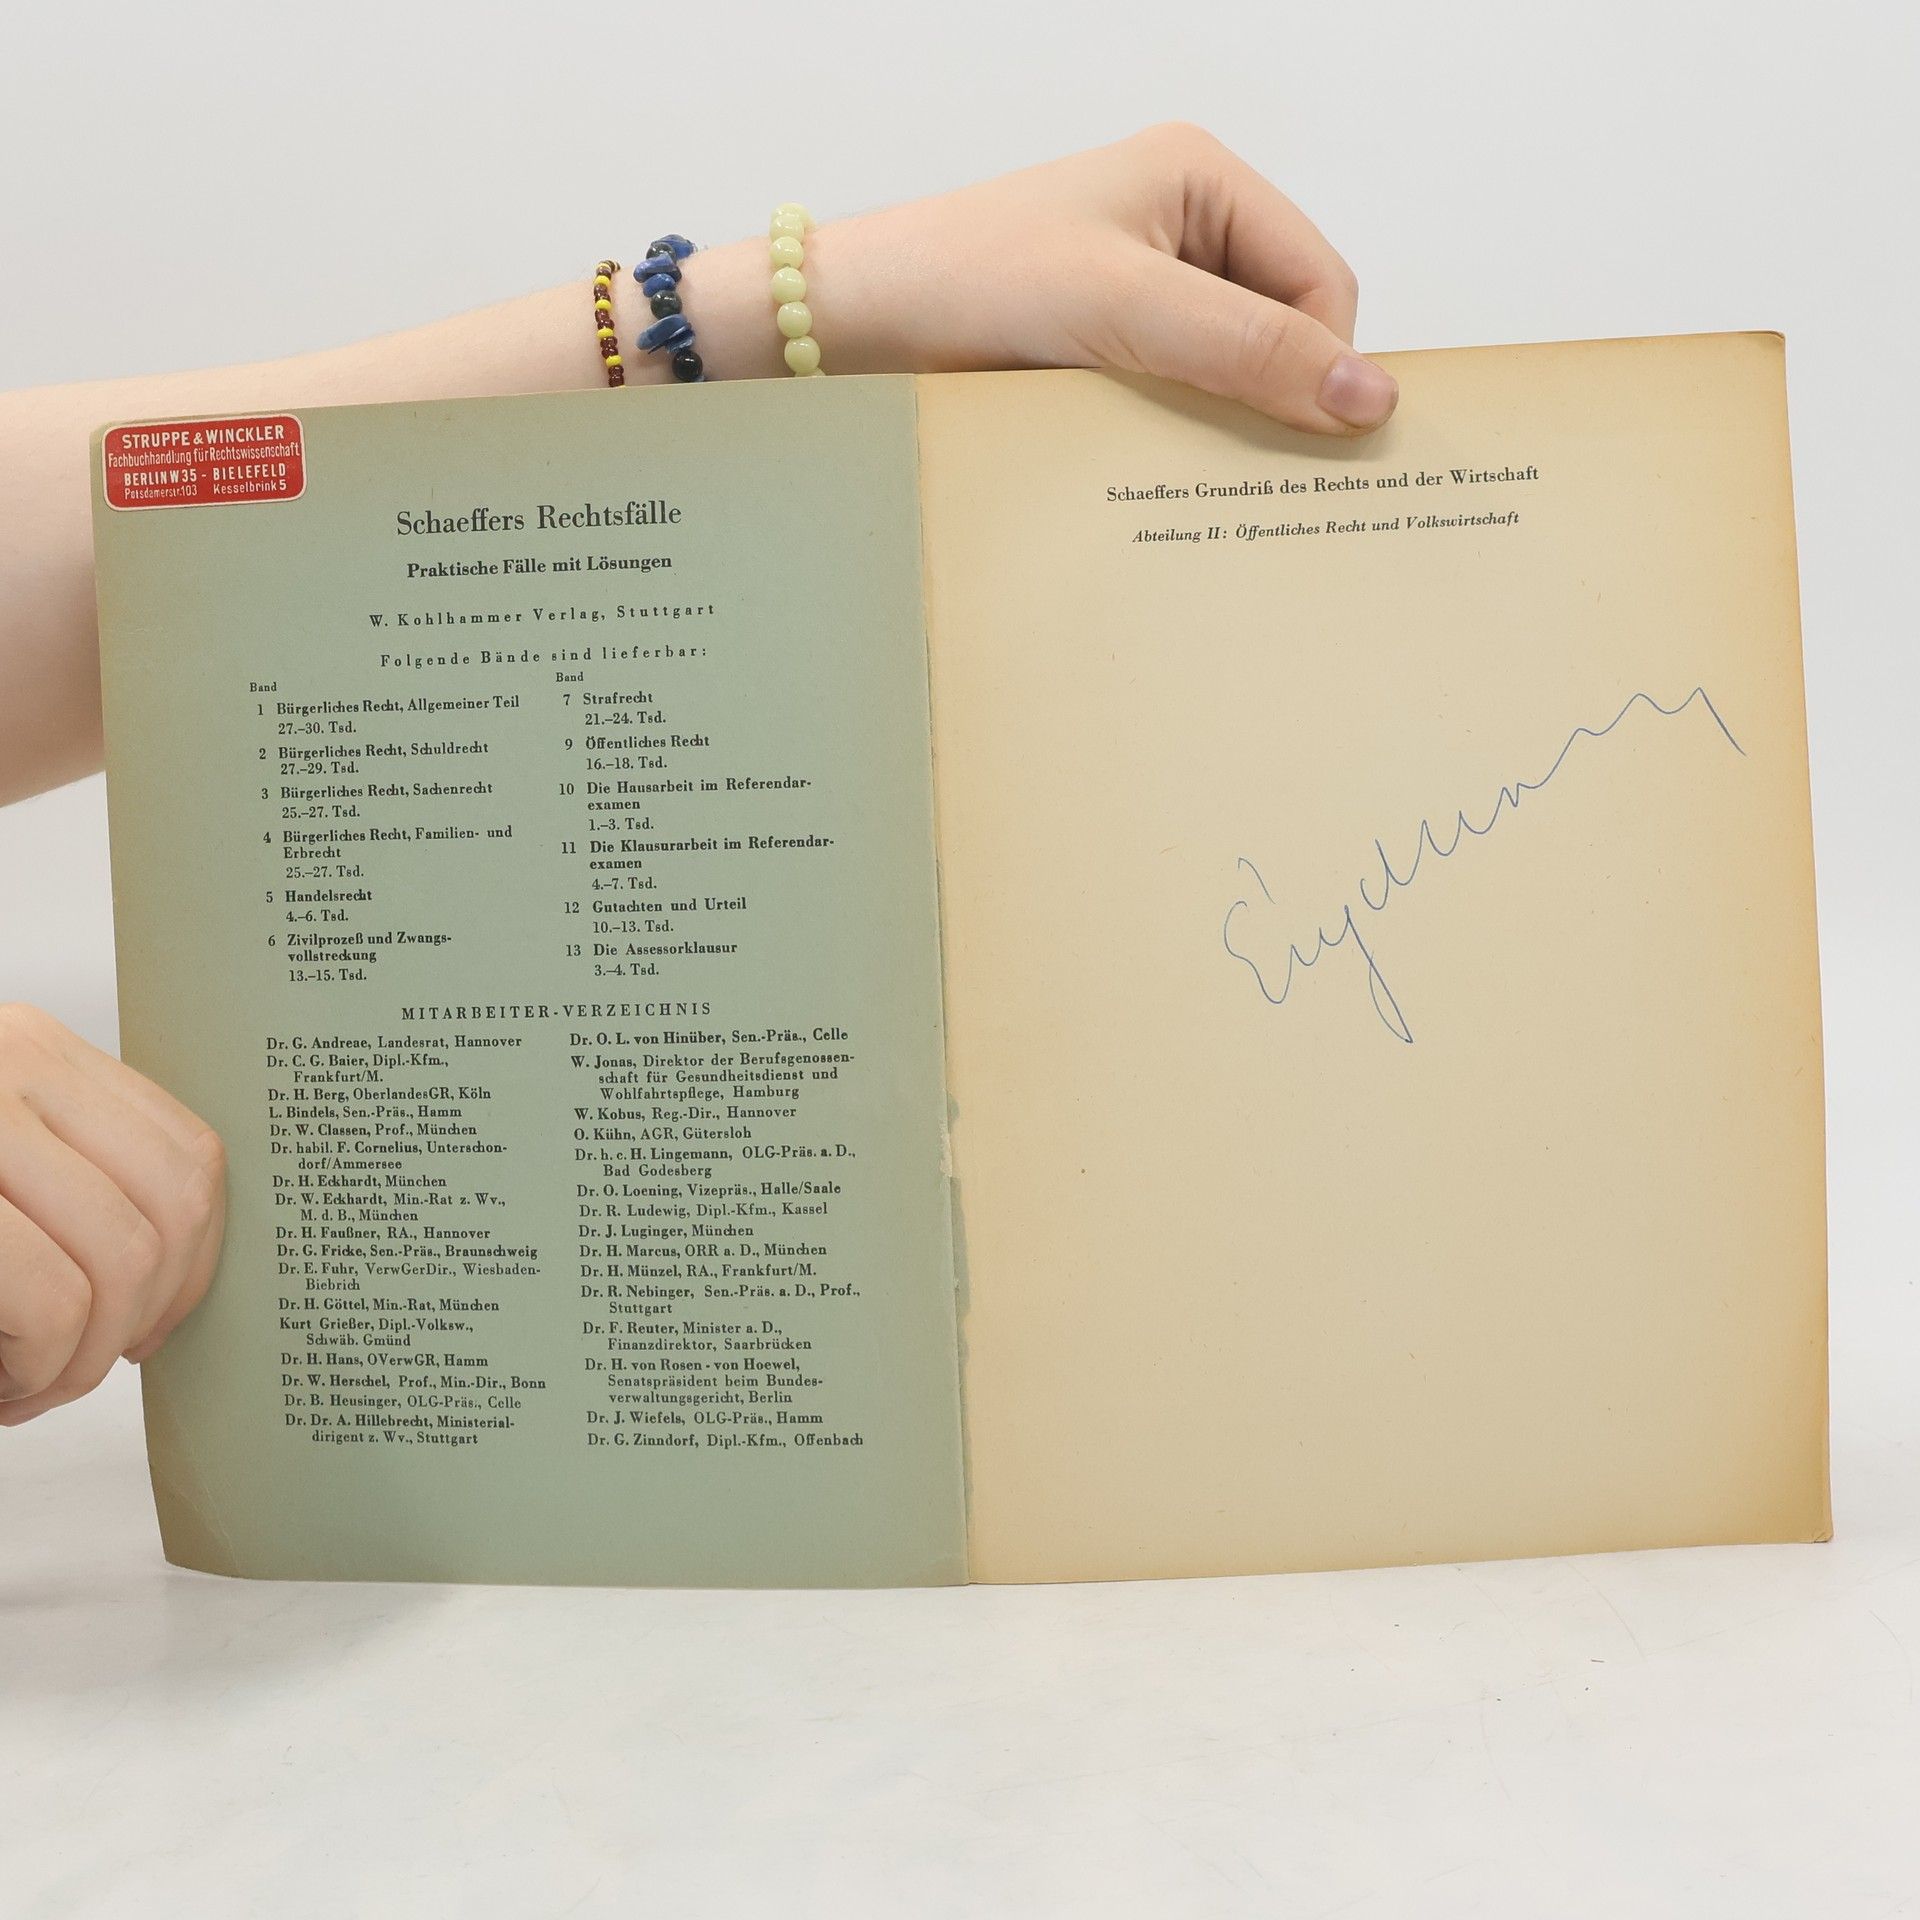 STRUPPE & WINCKLER
Fachbuchhandlung für Rechtswissenschaft
BERLIN W 35 - BIELEFELD
Potsdamerstr. 103 Kesselbrink 5
Schaeffers Rechtsfälle
Praktische Fälle mit Lösungen
W. Kohlhammer Verlag, Stuttgart
Folgende Bände sind lieferbar:
Band
1 Bürgerliches Recht, Allgemeiner Teil
27.–30. Tsd.
2 Bürgerliches Recht, Schuldrecht
27.–29. Tsd.
3 Bürgerliches Recht, Sachenrecht
25.–27. Tsd.
4 Bürgerliches Recht, Familien- und
Erbrecht
25.–27. Tsd.
5 Handelsrecht
4.–6. Tsd.
6 Zivilprozeß und Zwangs-
vollstreckung
13.–15. Tsd.
Band
7 Strafrecht
21.–24. Tsd.
9 Öffentliches Recht
16.–18. Tsd.
10 Die Hausarbeit im Referendar-
examen
1.–3. Tsd.
11 Die Klausurarbeit im Referendar-
examen
4.–7. Tsd.
12 Gutachten und Urteil
10.–13. Tsd.
13 Die Assessorklausur
3.–4. Tsd.
MITARBEITER-VERZEICHNIS
Dr. G. Andreae, Landesrat, Hannover
Dr. C. G. Baier, Dipl.-Kfm.,
Frankfurt/M.
Dr. H. Berg, OberlandesGR, Köln
L. Bindels, Sen.-Präs., Hamm
Dr. W. Classen, Prof., München
Dr. habil. F. Cornelius, Unterschon-
dorf/Ammersee
Dr. H. Eckhardt, München
Dr. W. Eckhardt, Min.-Rat z. Wv.,
M. d. B., München
Dr. H. Faußner, RA., Hannover
Dr. G. Fricke, Sen.-Präs., Braunschweig
Dr. E. Fuhr, VerwGerDir., Wiesbaden-
Biebrich
Dr. H. Göttel, Min.-Rat, München
Kurt Grießer, Dipl.-Volksw.,
Schwäb. Gmünd
Dr. H. Hans, OVerwGR, Hamm
Dr. W. Herschel, Prof., Min.-Dir., Bonn
Dr. B. Heusinger, OLG-Präs., Celle
Dr. Dr. A. Hillebrecht, Ministerial-
dirigent z. Wv., Stuttgart
Dr. O. L. von Hinüber, Sen.-Präs., Celle
W. Jonas, Direktor der Berufsgenossen-
schaft für Gesundheitsdienst und
Wohlfahrtspflege, Hamburg
W. Kobus, Reg.-Dir., Hannover
O. Kühn, AGR, Gütersloh
Dr. h. c. H. Lingemann, OLG-Präs. a. D.,
Bad Godesberg
Dr. O. Loening, Vizepräs., Halle/Saale
Dr. R. Ludewig, Dipl.-Kfm., Kassel
Dr. J. Luginger, München
Dr. H. Marcus, ORR a. D., München
Dr. H. Münzel, RA., Frankfurt/M.
Dr. R. Nebinger, Sen.-Präs. a. D., Prof.,
Stuttgart
Dr. F. Reuter, Minister a. D.,
Finanzdirektor, Saarbrücken
Dr. H. von Rosen - von Hoewel,
Senatspräsident beim Bundes-
verwaltungsgericht, Berlin
Dr. J. Wiefels, OLG-Präs., Hamm
Dr. G. Zinndorf, Dipl.-Kfm., Offenbach
Schaeffers Grundriß des Rechts und der Wirtschaft
Abteilung II: Öffentliches Recht und Volkswirtschaft